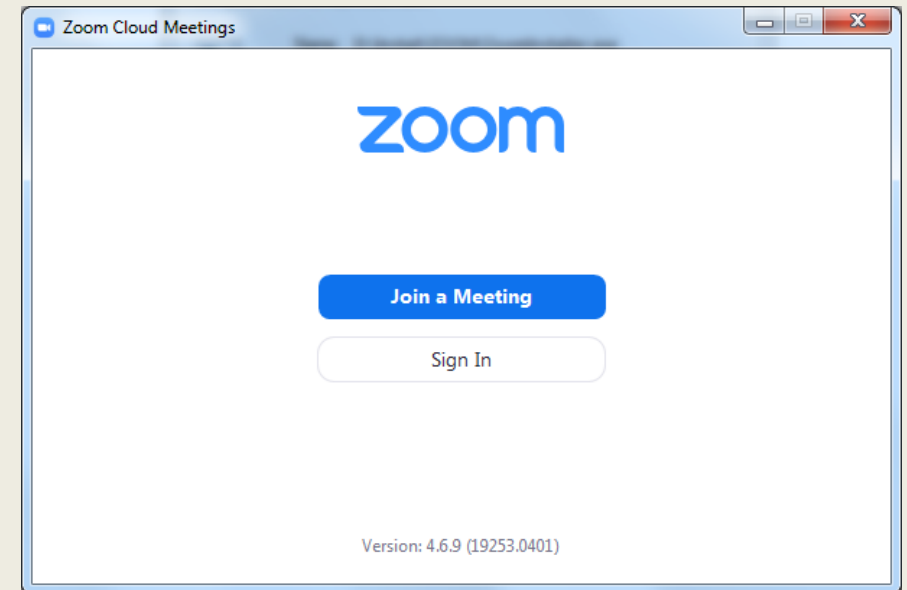 Zoom Cloud Meetings
zoom
Join a Meeting
Sign In
Version: 4.6.9 (19253.0401)